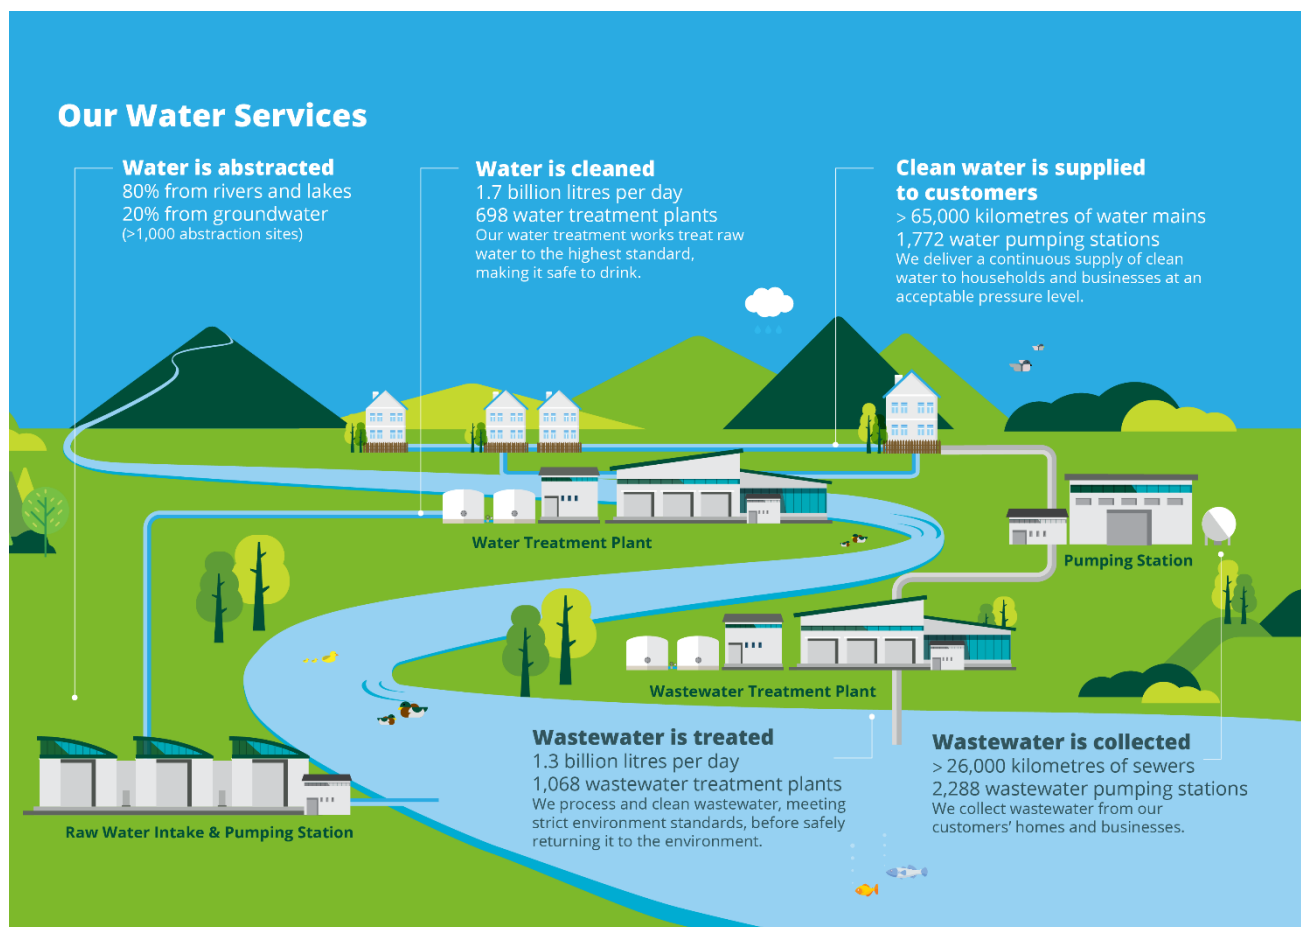 Our Water Services
Water is abstracted
80% from rivers and lakes
20% from groundwater
(>1,000 abstraction sites)
Water is cleaned
1.7 billion litres per day
698 water treatment plants
Our water treatment works treat raw
water to the highest standard,
making it safe to drink.
Clean water is supplied
to customers
> 65,000 kilometres of water mains
1,772 water pumping stations
We deliver a continuous supply of clean
water to households and businesses at an
acceptable pressure level.
Water Treatment Plant
Pumping Station
Wastewater Treatment Plant
Raw Water Intake & Pumping Station
Wastewater is treated
1.3 billion litres per day
1,068 wastewater treatment plants
We process and clean wastewater, meeting
strict environment standards, before safely
returning it to the environment.
Wastewater is collected
> 26,000 kilometres of sewers
2,288 wastewater pumping stations
We collect wastewater from our
customers’ homes and businesses.